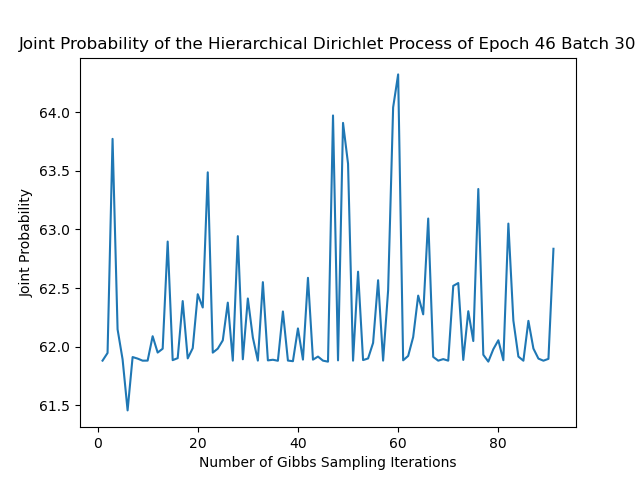 Joint Probability of the Hierarchical Dirichlet Process of Epoch 46 Batch 30
64.0
63.5
63.0
62.5
62.0
61.5
Joint Probability
0 20 40 60 80
Number of Gibbs Sampling Iterations